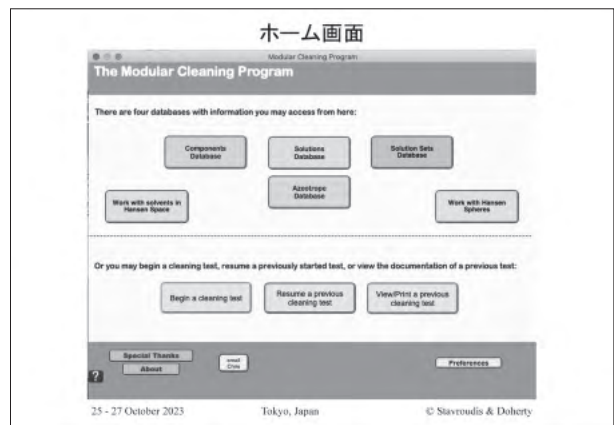 ホーム画面
Modular Cleaning Program
The Modular Cleaning Program
There are four databases with information you may access from here:
Components
Database
Solutions
Database
Solution Sets
Database
Azeotrope
Database
Work with solvents in
Hansen Space
Work with Hansen
Spheres
Or you may begin a cleaning test, resume a previously started test, or view the documentation of a previous test:
Begin a cleaning test
Resume a previous
cleaning test
View/Print a previous
cleaning test
Special Thanks
About
email
Chris
Preferences
?
25 - 27 October 2023
Tokyo, Japan
© Stavroudis & Doherty